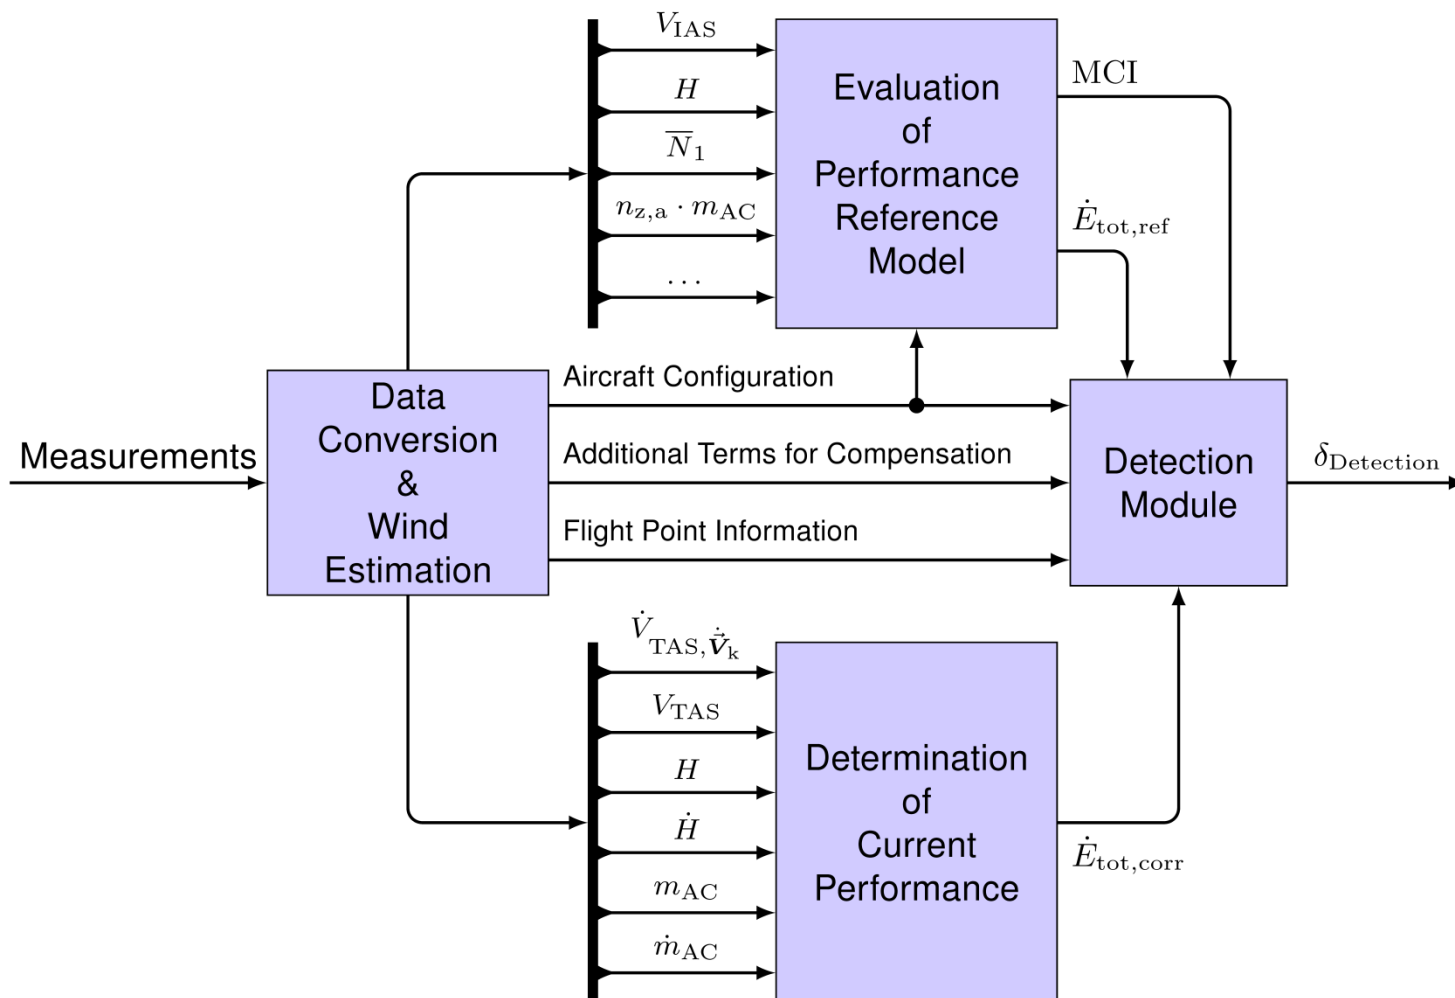 V_IAS
H
N̅_1
n_z,a · m_AC
...
Evaluation
of
Performance
Reference
Model
MCI
Ė_tot,ref
Measurements
Data
Conversion
&
Wind
Estimation
Aircraft Configuration
Additional Terms for Compensation
Flight Point Information
Detection
Module
δ_Detection
V̇_TAS,V⃗̇_k
V_TAS
H
Ḣ
m_AC
ṁ_AC
Determination
of
Current
Performance
Ė_tot,corr